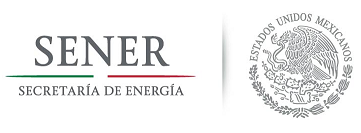 SENER
SECRETARÍA DE ENERGÍA
ESTADOS UNIDOS MEXICANOS